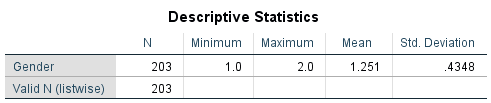 Descriptive Statistics
N Minimum Maximum Mean Std. Deviation
Gender 203 1.0 2.0 1.251 .4348
Valid N (listwise) 203